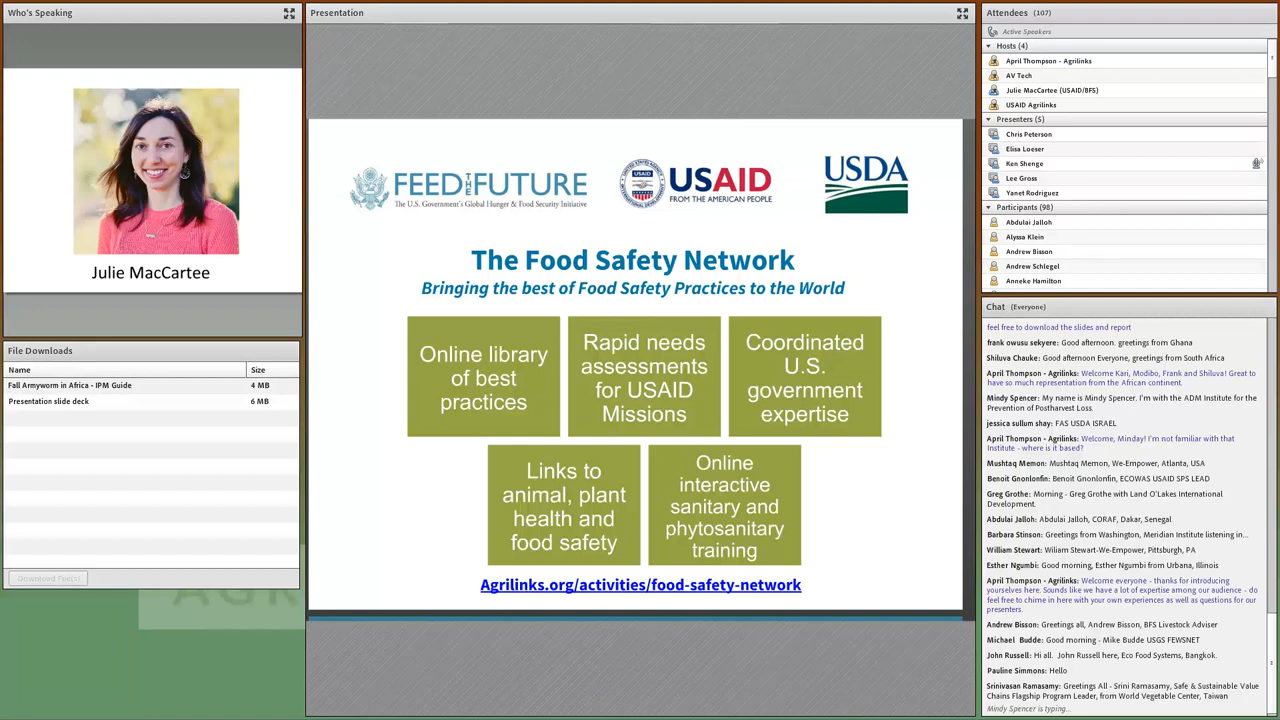 Who's Speaking
Julie MacCartee
File Downloads
Name Size
Fall Armyworm in Africa - IPM Guide 4 MB
Presentation slide deck 6 MB
Download File(s)
Presentation
FEED THE FUTURE
The U.S. Government's Global Hunger & Food Security Initiative
USAID
USAID
FROM THE AMERICAN PEOPLE
USDA
The Food Safety Network
Bringing the best of Food Safety Practices to the World
Online library
of best
practices
Rapid needs
assessments
for USAID
Missions
Coordinated
U.S.
government
expertise
Links to
animal, plant
health and
food safety
Online
interactive
sanitary and
phytosanitary
training
Agrilinks.org/activities/food-safety-network
Attendees (107)
Active Speakers
Hosts (4)
April Thompson - Agrilinks
AV Tech
Julie MacCartee (USAID/BFS)
USAID Agrilinks
Presenters (5)
Chris Peterson
Elisa Loeser
Ken Shenge
Lee Gross
Yanet Rodriguez
Participants (98)
Abdulai Jalloh
Alyssa Klein
Andrew Bisson
Andrew Schlegel
Anneke Hamilton
Chat (Everyone)
feel free to download the slides and report
frank owusu sekyere: Good afternoon. greetings from Ghana
Shiluva Chauke: Good afternoon Everyone, greetings from South Africa
April Thompson - Agrilinks: Welcome Kari, Modibo, Frank and Shiluva! Great to
have so much representation from the African continent.
Mindy Spencer: My name is Mindy Spencer. I'm with the ADM Institute for the
Prevention of Postharvest Loss.
jessica sullum shay: FAS USDA ISRAEL
April Thompson - Agrilinks: Welcome, Minday! I'm not familiar with that
Institute - where is it based?
Mushtaq Memon: Mushtaq Memon, We-Empower, Atlanta, USA
Benoit Gnonlonfin: Benoit Gnonlonfin, ECOWAS USAID SPS LEAD
Greg Grothe: Morning - Greg Grothe with Land O'Lakes International
Development.
Abdulai Jalloh: Abdulai Jalloh, CORAF, Dakar, Senegal
Barbara Stinson: Greetings from Washington, Meridian Institute listening in...
William Stewart: Wiliam Stewart-We-Empower, Pittsburgh, PA
Esther Ngumbi: Good morning, Esther Ngumbi from Urbana, Illinois
April Thompson - Agrilinks: Welcome everyone - thanks for introducing
yourselves here. Sounds like we have a lot of expertise among our audience - do
feel free to chime in here with your own experiences as well as questions for our
presenters.
Andrew Bisson: Greetings all, Andrew Bisson, BFS Livestock Adviser
Michael Budde: Good morning - Mike Budde USGS FEWSNET
John Russell: Hi all. John Russell here, Eco Food Systems, Bangkok.
Pauline Simmons: Hello
Srinivasan Ramasamy: Greetings All - Srini Ramasamy, Safe & Sustainable Value
Chains Flagship Program Leader, from World Vegetable Center, Taiwan
Mindy Spencer is typing...